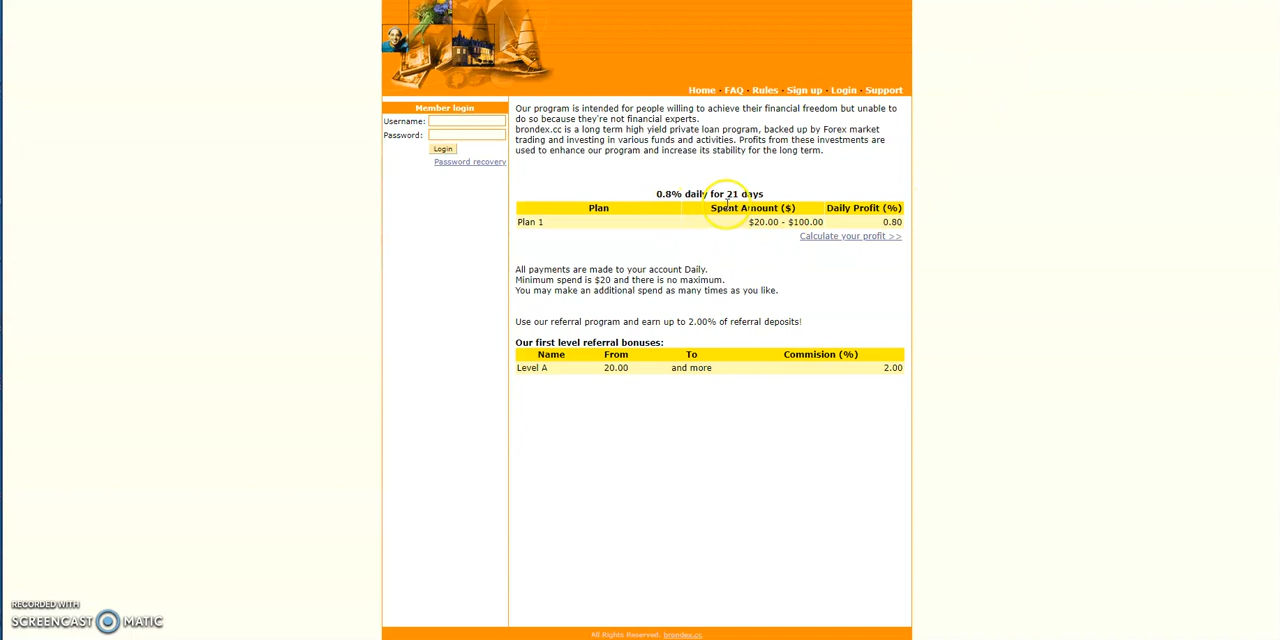 Home - FAQ - Rules - Sign up - Login - Support
Member login
Username:
Password:
Login
Password recovery
Our program is intended for people willing to achieve their financial freedom but unable to
do so because they're not financial experts.
brondex.cc is a long term high yield private loan program, backed up by Forex market
trading and investing in various funds and activities. Profits from these investments are
used to enhance our program and increase its stability for the long term.
0.8% daily for 21 days
Plan Spent Amount ($) Daily Profit (%)
Plan 1 $20.00 - $100.00 0.80
Calculate your profit >>
All payments are made to your account Daily.
Minimum spend is $20 and there is no maximum.
You may make an additional spend as many times as you like.
Use our referral program and earn up to 2.00% of referral deposits!
Our first level referral bonuses:
Name From To Commision (%)
Level A 20.00 and more 2.00
RECORDED WITH
SCREENCAST MATIC
All Rights Reserved. brondex.cc